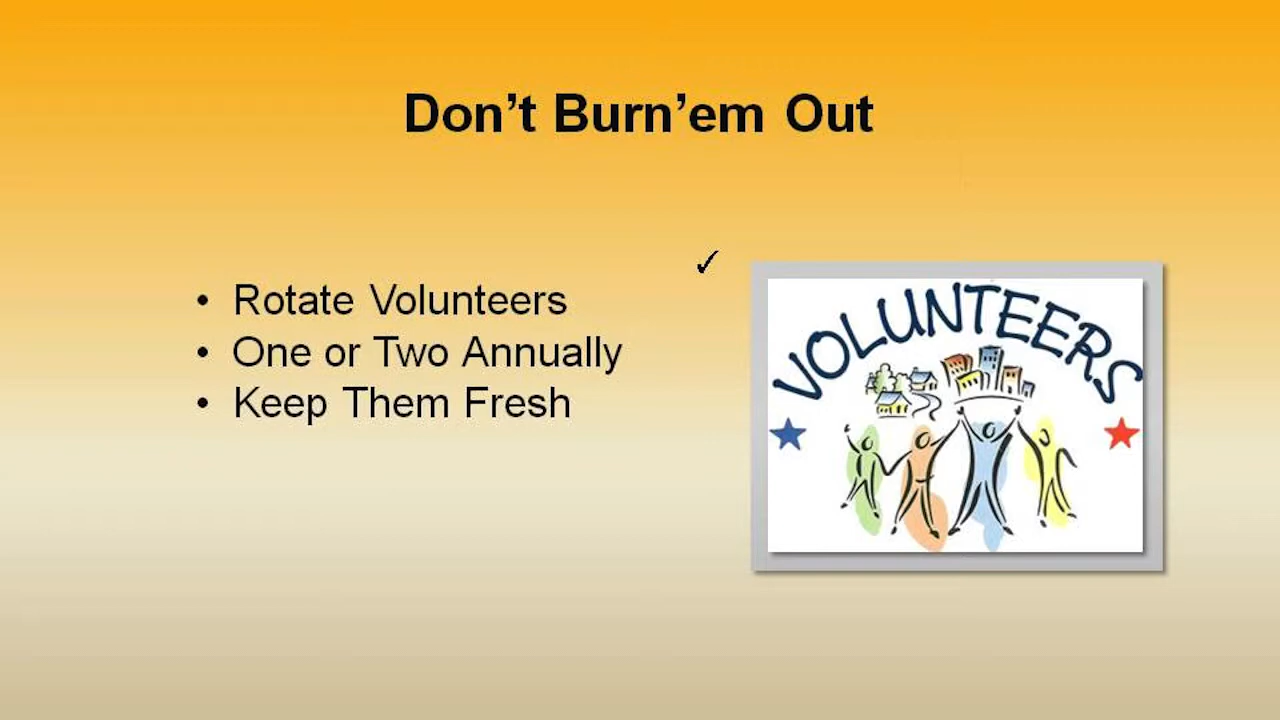 Don’t Burn’em Out
✓
• Rotate Volunteers
• One or Two Annually
• Keep Them Fresh
VOLUNTEERS